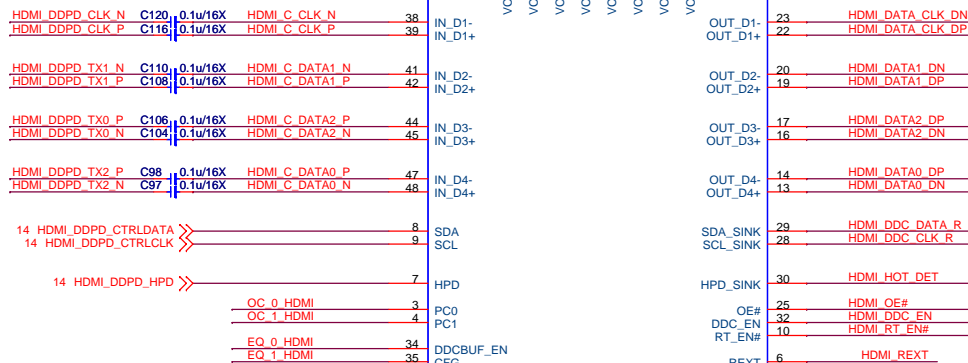 HDMI_DDPD_CLK_N C120 0.1u/16X HDMI_C_CLK_N 38 IN_D1- OUT_D1- 23 HDMI_DATA_CLK_DN
HDMI_DDPD_CLK_P C116 0.1u/16X HDMI_C_CLK_P 39 IN_D1+ OUT_D1+ 22 HDMI_DATA_CLK_DP
HDMI_DDPD_TX1_N C110 0.1u/16X HDMI_C_DATA1_N 41 IN_D2- OUT_D2- 20 HDMI_DATA1_DN
HDMI_DDPD_TX1_P C108 0.1u/16X HDMI_C_DATA1_P 42 IN_D2+ OUT_D2+ 19 HDMI_DATA1_DP
HDMI_DDPD_TX0_P C106 0.1u/16X HDMI_C_DATA2_P 44 IN_D3- OUT_D3- 17 HDMI_DATA2_DP
HDMI_DDPD_TX0_N C104 0.1u/16X HDMI_C_DATA2_N 45 IN_D3+ OUT_D3+ 16 HDMI_DATA2_DN
HDMI_DDPD_TX2_P C98 0.1u/16X HDMI_C_DATA0_P 47 IN_D4- OUT_D4- 14 HDMI_DATA0_DP
HDMI_DDPD_TX2_N C97 0.1u/16X HDMI_C_DATA0_N 48 IN_D4+ OUT_D4+ 13 HDMI_DATA0_DN
14 HDMI_DDPD_CTRLDATA 8 SDA SDA_SINK 29 HDMI_DDC_DATA_R
14 HDMI_DDPD_CTRLCLK 9 SCL SCL_SINK 28 HDMI_DDC_CLK_R
14 HDMI_DDPD_HPD 7 HPD HPD_SINK 30 HDMI_HOT_DET
OC_0_HDMI 3 PC0 OE# 25 HDMI_OE#
OC_1_HDMI 4 PC1 DDC_EN 32 HDMI_DDC_EN
RT_EN# 10 HDMI_RT_EN#
EQ_0_HDMI 34 DDCBUF_EN
EQ_1_HDMI 35 CFG REXT 6 HDMI_REXT